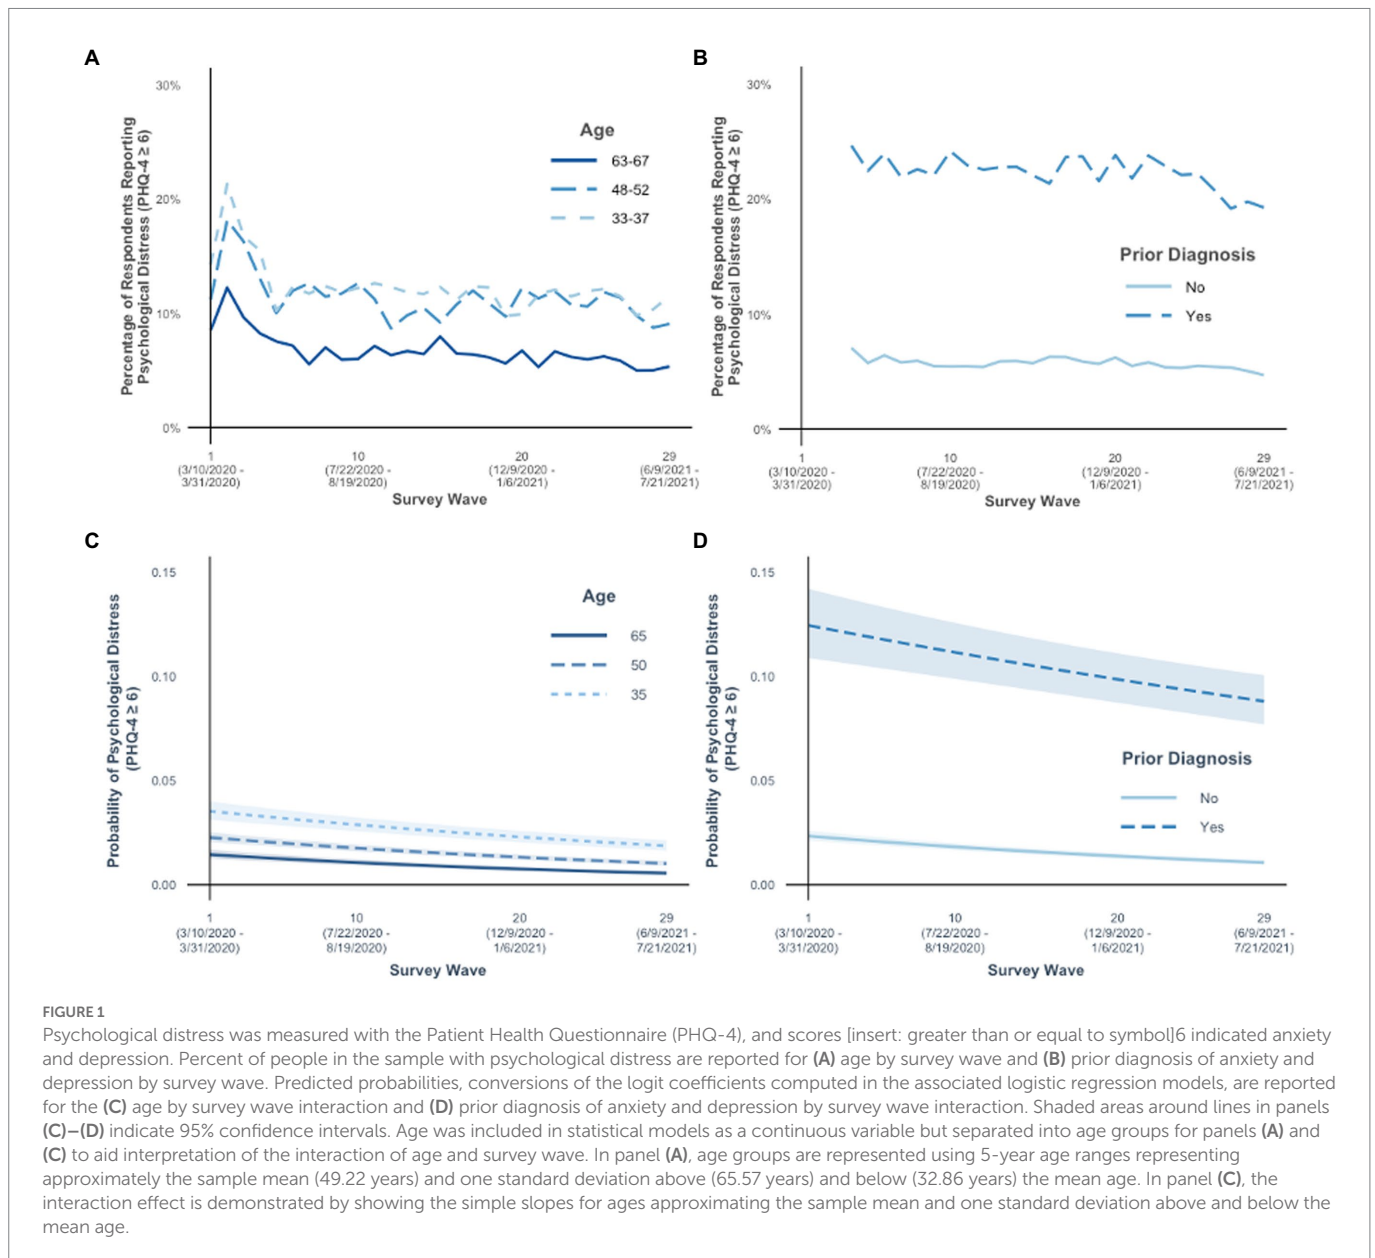 A
Percentage of Respondents Reporting
Psychological Distress (PHQ-4 ≥ 6)
30%
20%
10%
0%
Age
63-67
48-52
33-37
1
(3/10/2020 -
3/31/2020)
10
(7/22/2020 -
8/19/2020)
20
(12/9/2020 -
1/6/2021)
29
(6/9/2021 -
7/21/2021)
Survey Wave
B
Percentage of Respondents Reporting
Psychological Distress (PHQ-4 ≥ 6)
30%
20%
10%
0%
Prior Diagnosis
No
Yes
1
(3/10/2020 -
3/31/2020)
10
(7/22/2020 -
8/19/2020)
20
(12/9/2020 -
1/6/2021)
29
(6/9/2021 -
7/21/2021)
Survey Wave
C
Probability of Psychological Distress
(PHQ-4 ≥ 6)
0.15
0.10
0.05
0.00
Age
65
50
35
1
(3/10/2020 -
3/31/2020)
10
(7/22/2020 -
8/19/2020)
20
(12/9/2020 -
1/6/2021)
29
(6/9/2021 -
7/21/2021)
Survey Wave
D
Probability of Psychological Distress
(PHQ-4 ≥ 6)
0.15
0.10
0.05
0.00
Prior Diagnosis
No
Yes
1
(3/10/2020 -
3/31/2020)
10
(7/22/2020 -
8/19/2020)
20
(12/9/2020 -
1/6/2021)
29
(6/9/2021 -
7/21/2021)
Survey Wave
FIGURE 1
Psychological distress was measured with the Patient Health Questionnaire (PHQ-4), and scores [insert: greater than or equal to symbol]6 indicated anxiety
and depression. Percent of people in the sample with psychological distress are reported for (A) age by survey wave and (B) prior diagnosis of anxiety and
depression by survey wave. Predicted probabilities, conversions of the logit coefficients computed in the associated logistic regression models, are reported
for the (C) age by survey wave interaction and (D) prior diagnosis of anxiety and depression by survey wave interaction. Shaded areas around lines in panels
(C)–(D) indicate 95% confidence intervals. Age was included in statistical models as a continuous variable but separated into age groups for panels (A) and
(C) to aid interpretation of the interaction of age and survey wave. In panel (A), age groups are represented using 5-year age ranges representing
approximately the sample mean (49.22 years) and one standard deviation above (65.57 years) and below (32.86 years) the mean age. In panel (C), the
interaction effect is demonstrated by showing the simple slopes for ages approximating the sample mean and one standard deviation above and below the
mean age.